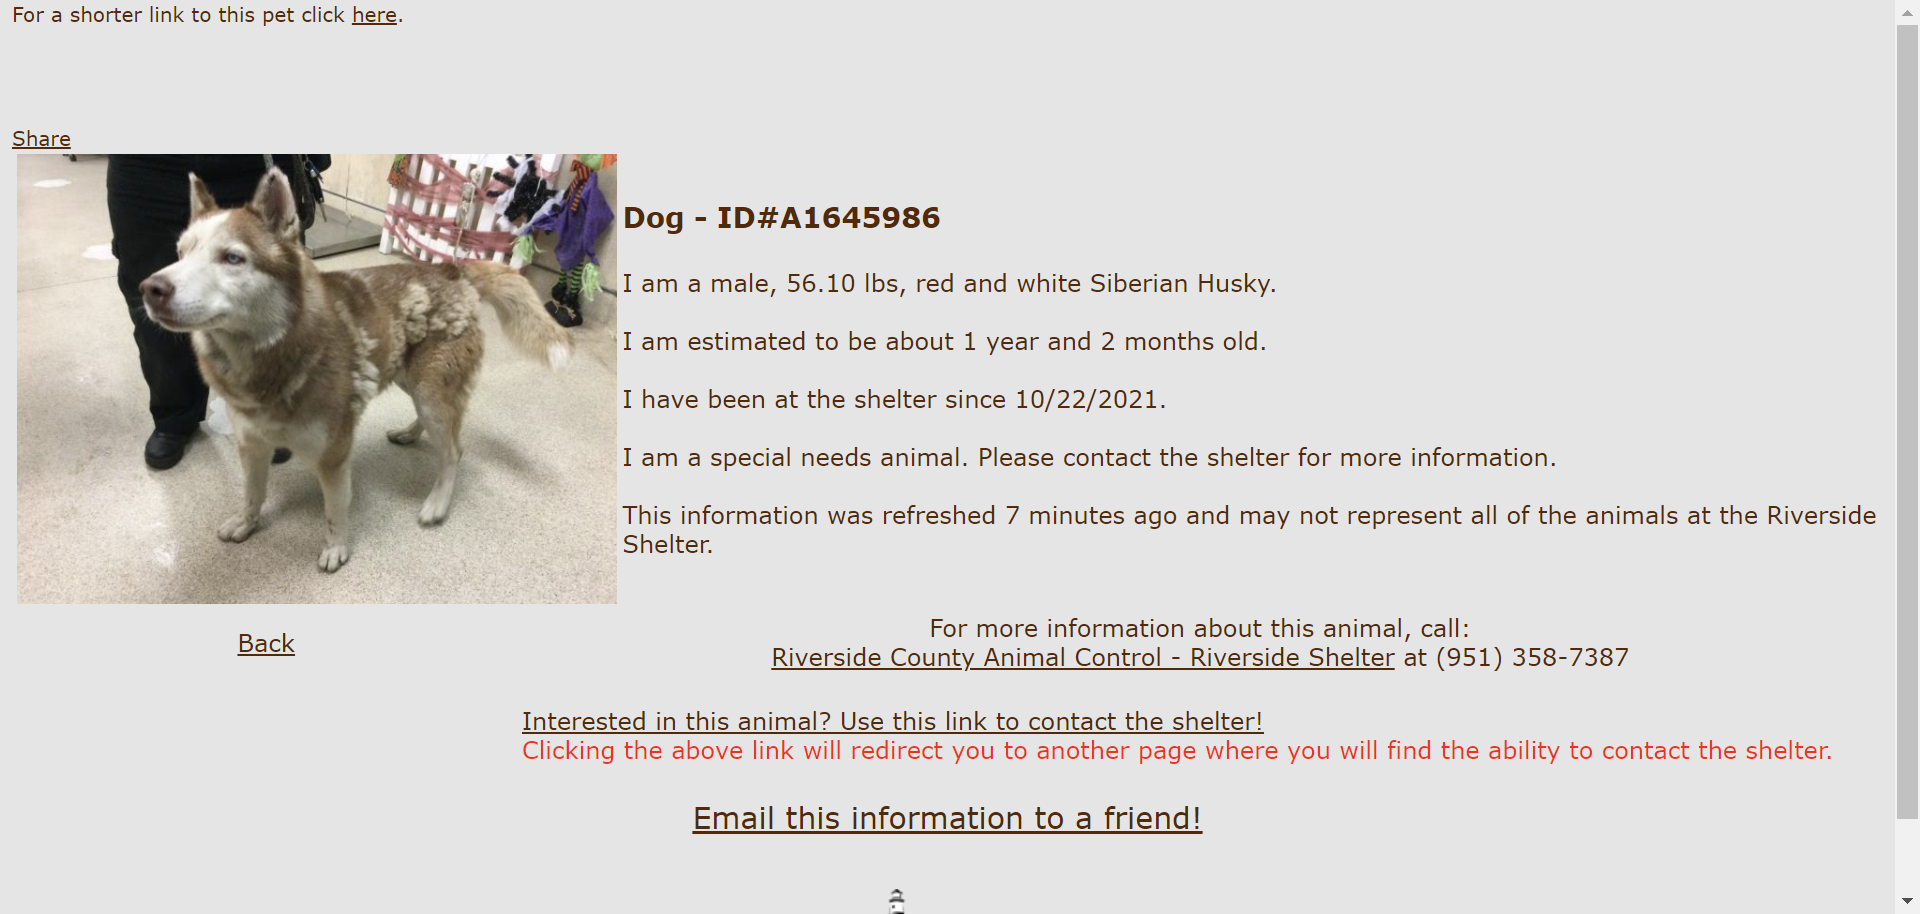 For a shorter link to this pet click here.
Share
Dog - ID#A1645986
I am a male, 56.10 lbs, red and white Siberian Husky.
I am estimated to be about 1 year and 2 months old.
I have been at the shelter since 10/22/2021.
I am a special needs animal. Please contact the shelter for more information.
This information was refreshed 7 minutes ago and may not represent all of the animals at the Riverside
Shelter.
Back
For more information about this animal, call:
Riverside County Animal Control - Riverside Shelter at (951) 358-7387
Interested in this animal? Use this link to contact the shelter!
Clicking the above link will redirect you to another page where you will find the ability to contact the shelter.
Email this information to a friend!